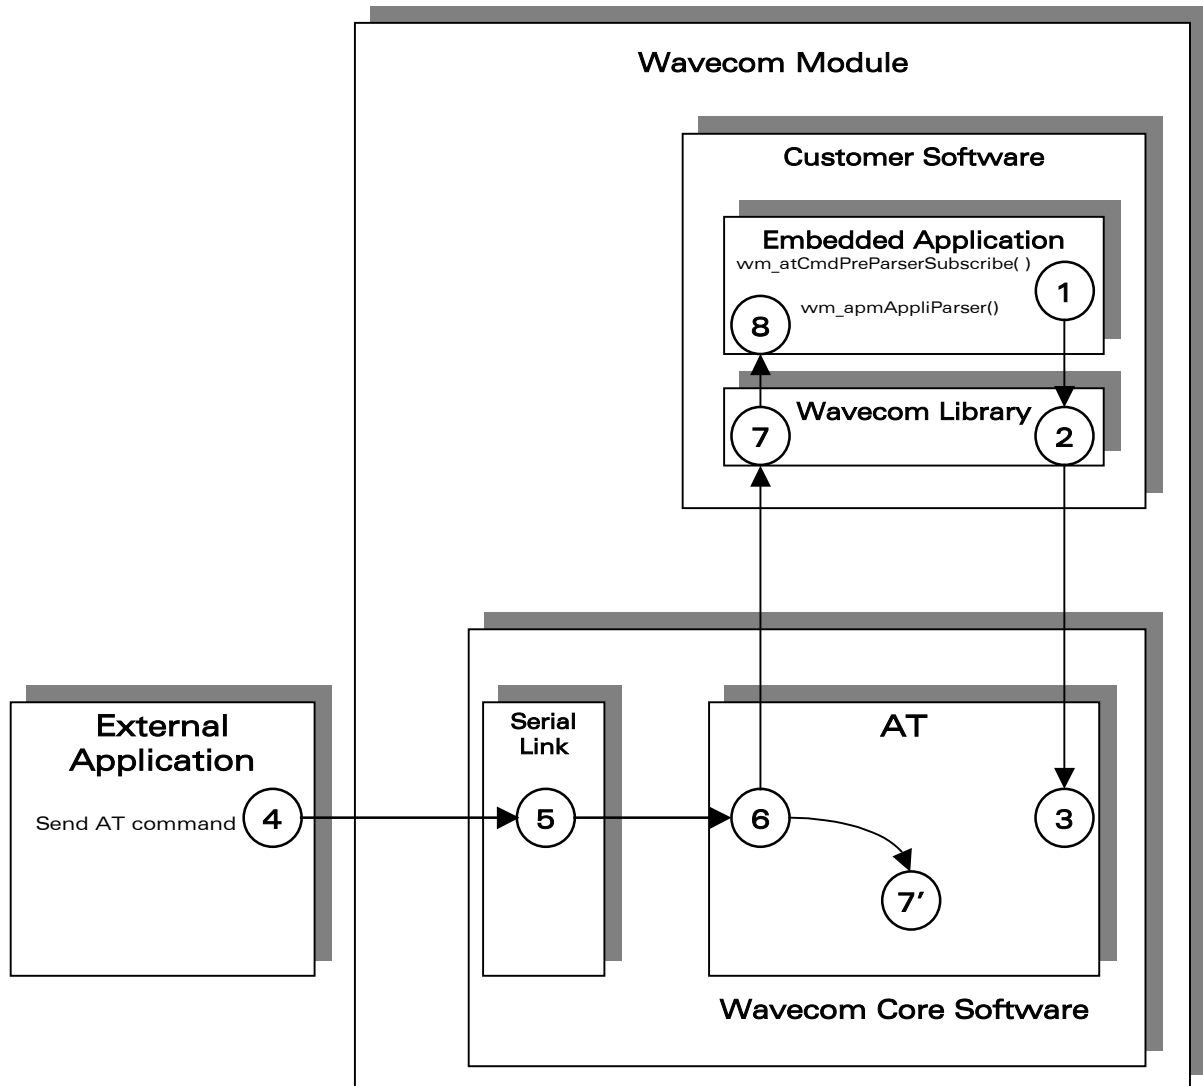 Wavecom Module
Customer Software
Embedded Application
wm_atCmdPreParserSubscribe( )
1
wm_apmAppliParser()
8
Wavecom Library
7
2
External
Application
Serial
Link
AT
Send AT command
4
5
6
3
7’
Wavecom Core Software